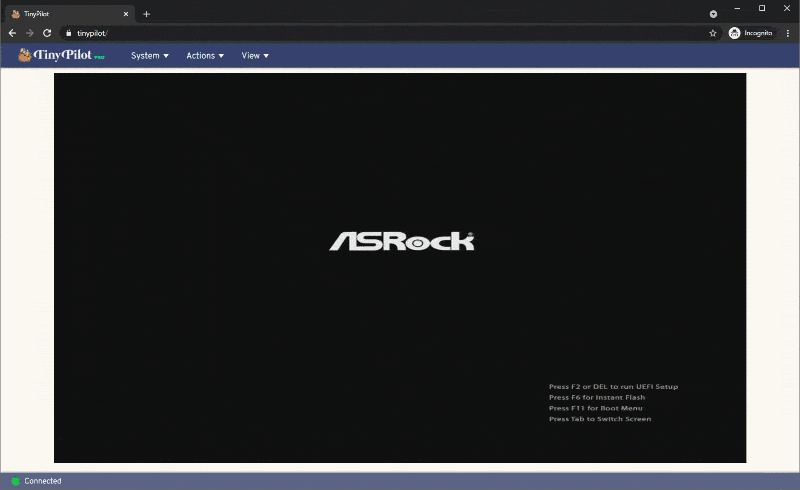 TinyPilot
tinypilot/
Incognito
TinyPilot PRO
System
Actions
View
ASRock
Press F2 or DEL to run UEFI Setup
Press F6 for Instant Flash
Press F11 for Boot Menu
Press Tab to Switch Screen
Connected